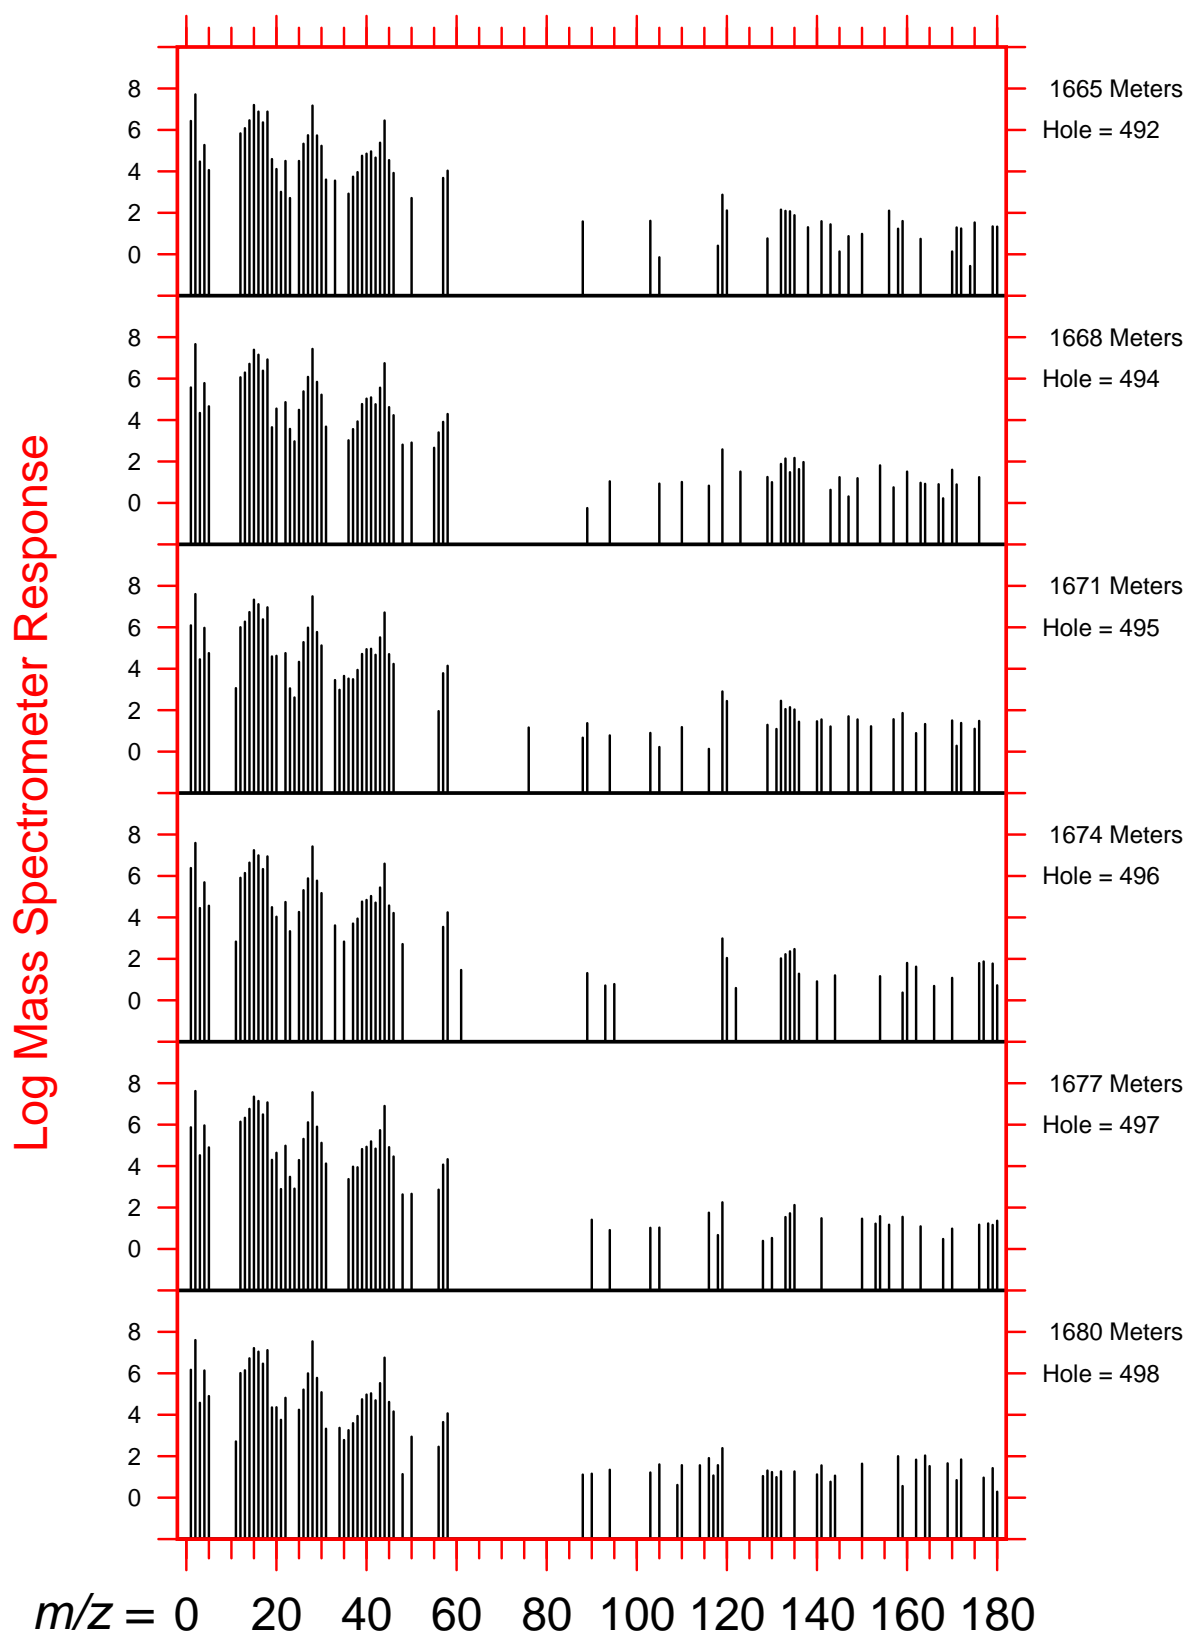 8
6
4
2
0
1665 Meters
Hole = 492
8
6
4
2
0
1668 Meters
Hole = 494
8
6
4
2
0
1671 Meters
Hole = 495
8
6
4
2
0
1674 Meters
Hole = 496
8
6
4
2
0
1677 Meters
Hole = 497
8
6
4
2
0
1680 Meters
Hole = 498
Log Mass Spectrometer Response
m/z = 0 20 40 60 80 100 120 140 160 180